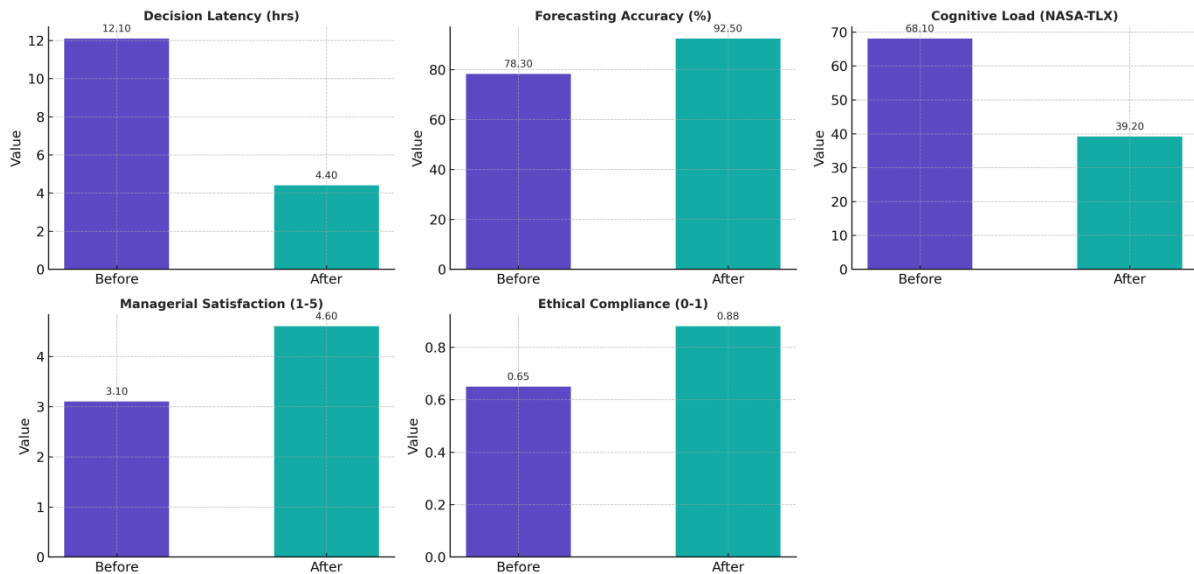 Decision Latency (hrs)
12.10
4.40
12
10
8
6
4
2
0
Value
Before
After
Forecasting Accuracy (%)
78.30
92.50
80
60
40
20
0
Value
Before
After
Cognitive Load (NASA-TLX)
68.10
39.20
70
60
50
40
30
20
10
0
Value
Before
After
Managerial Satisfaction (1-5)
3.10
4.60
4
3
2
1
0
Value
Before
After
Ethical Compliance (0-1)
0.65
0.88
0.8
0.6
0.4
0.2
0.0
Value
Before
After